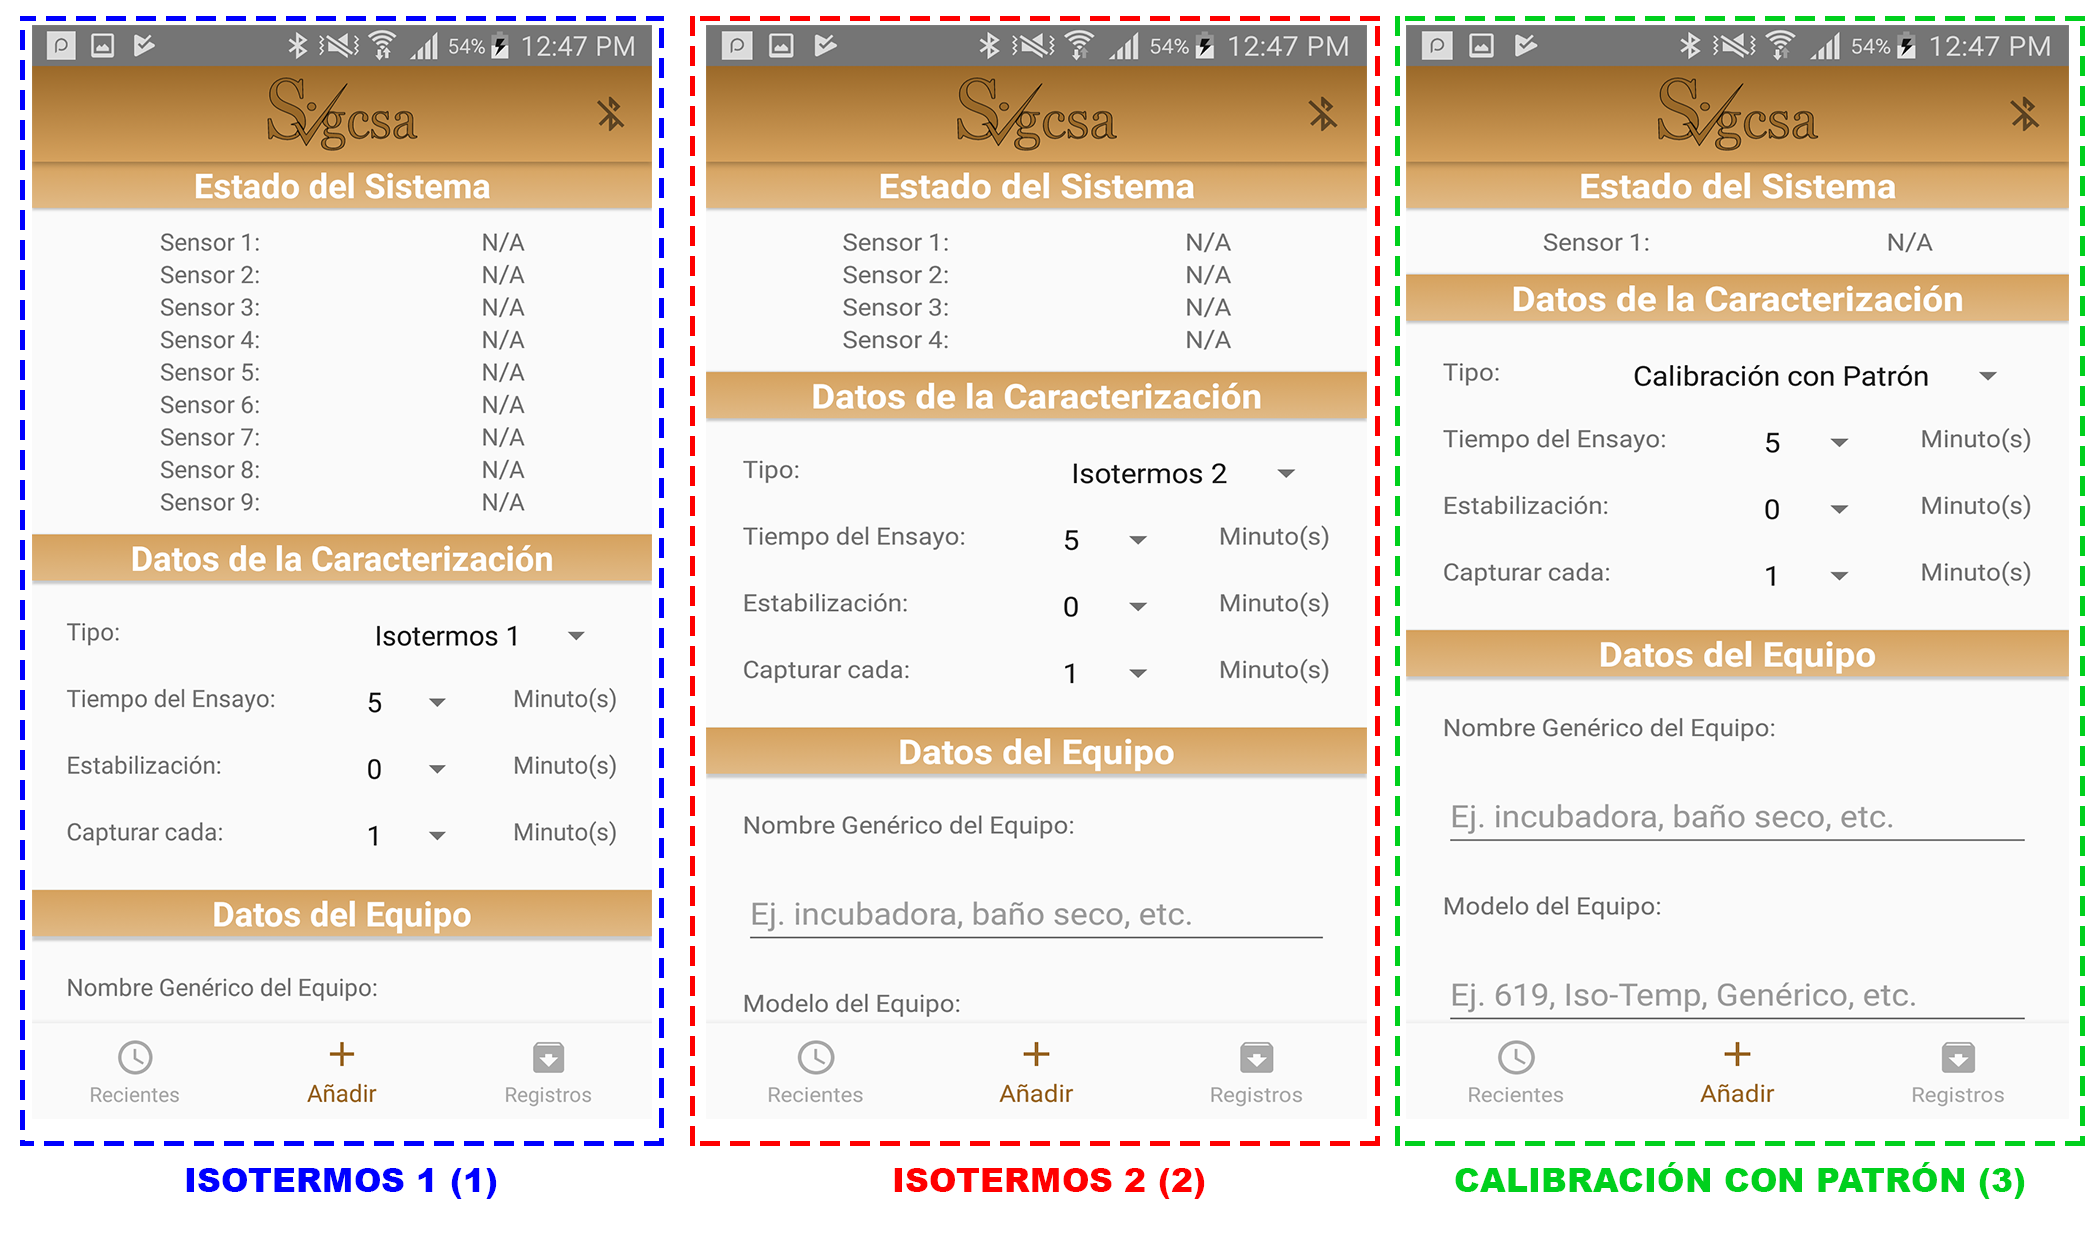 54% 12:47 PM
Sigcsa
Estado del Sistema
Sensor 1: N/A
Sensor 2: N/A
Sensor 3: N/A
Sensor 4: N/A
Sensor 5: N/A
Sensor 6: N/A
Sensor 7: N/A
Sensor 8: N/A
Sensor 9: N/A
Datos de la Caracterización
Tipo: Isotermos 1
Tiempo del Ensayo: 5 Minuto(s)
Estabilización: 0 Minuto(s)
Capturar cada: 1 Minuto(s)
Datos del Equipo
Nombre Genérico del Equipo:
Recientes Añadir Registros
ISOTERMOS 1 (1)
54% 12:47 PM
Sigcsa
Estado del Sistema
Sensor 1: N/A
Sensor 2: N/A
Sensor 3: N/A
Sensor 4: N/A
Datos de la Caracterización
Tipo: Isotermos 2
Tiempo del Ensayo: 5 Minuto(s)
Estabilización: 0 Minuto(s)
Capturar cada: 1 Minuto(s)
Datos del Equipo
Nombre Genérico del Equipo:
Ej. incubadora, baño seco, etc.
Modelo del Equipo:
Recientes Añadir Registros
ISOTERMOS 2 (2)
54% 12:47 PM
Sigcsa
Estado del Sistema
Sensor 1: N/A
Datos de la Caracterización
Tipo: Calibración con Patrón
Tiempo del Ensayo: 5 Minuto(s)
Estabilización: 0 Minuto(s)
Capturar cada: 1 Minuto(s)
Datos del Equipo
Nombre Genérico del Equipo:
Ej. incubadora, baño seco, etc.
Modelo del Equipo:
Ej. 619, Iso-Temp, Genérico, etc.
Recientes Añadir Registros
CALIBRACIÓN CON PATRÓN (3)